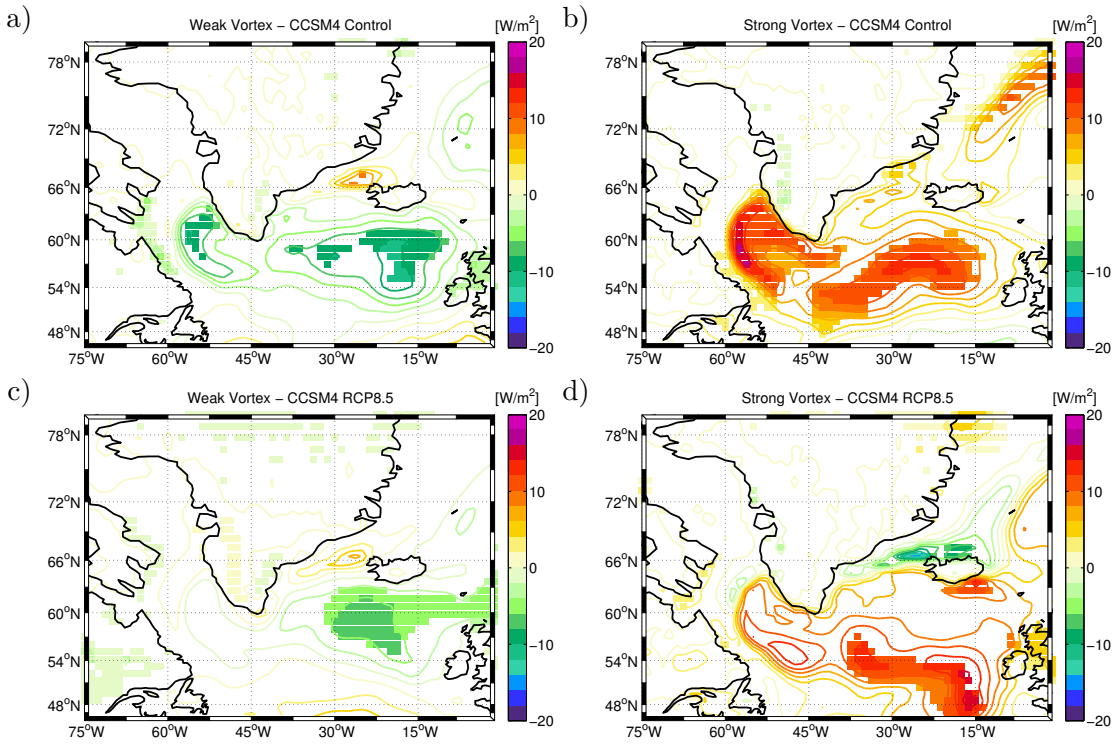 a)
Weak Vortex – CCSM4 Control
[W/m²]
78°N
72°N
66°N
60°N
54°N
48°N
75°W
60°W
45°W
30°W
15°W
20
10
0
−10
−20
b)
Strong Vortex – CCSM4 Control
[W/m²]
78°N
72°N
66°N
60°N
54°N
48°N
75°W
60°W
45°W
30°W
15°W
20
10
0
−10
−20
c)
Weak Vortex – CCSM4 RCP8.5
[W/m²]
78°N
72°N
66°N
60°N
54°N
48°N
75°W
60°W
45°W
30°W
15°W
20
10
0
−10
−20
d)
Strong Vortex – CCSM4 RCP8.5
[W/m²]
78°N
72°N
66°N
60°N
54°N
48°N
75°W
60°W
45°W
30°W
15°W
20
10
0
−10
−20